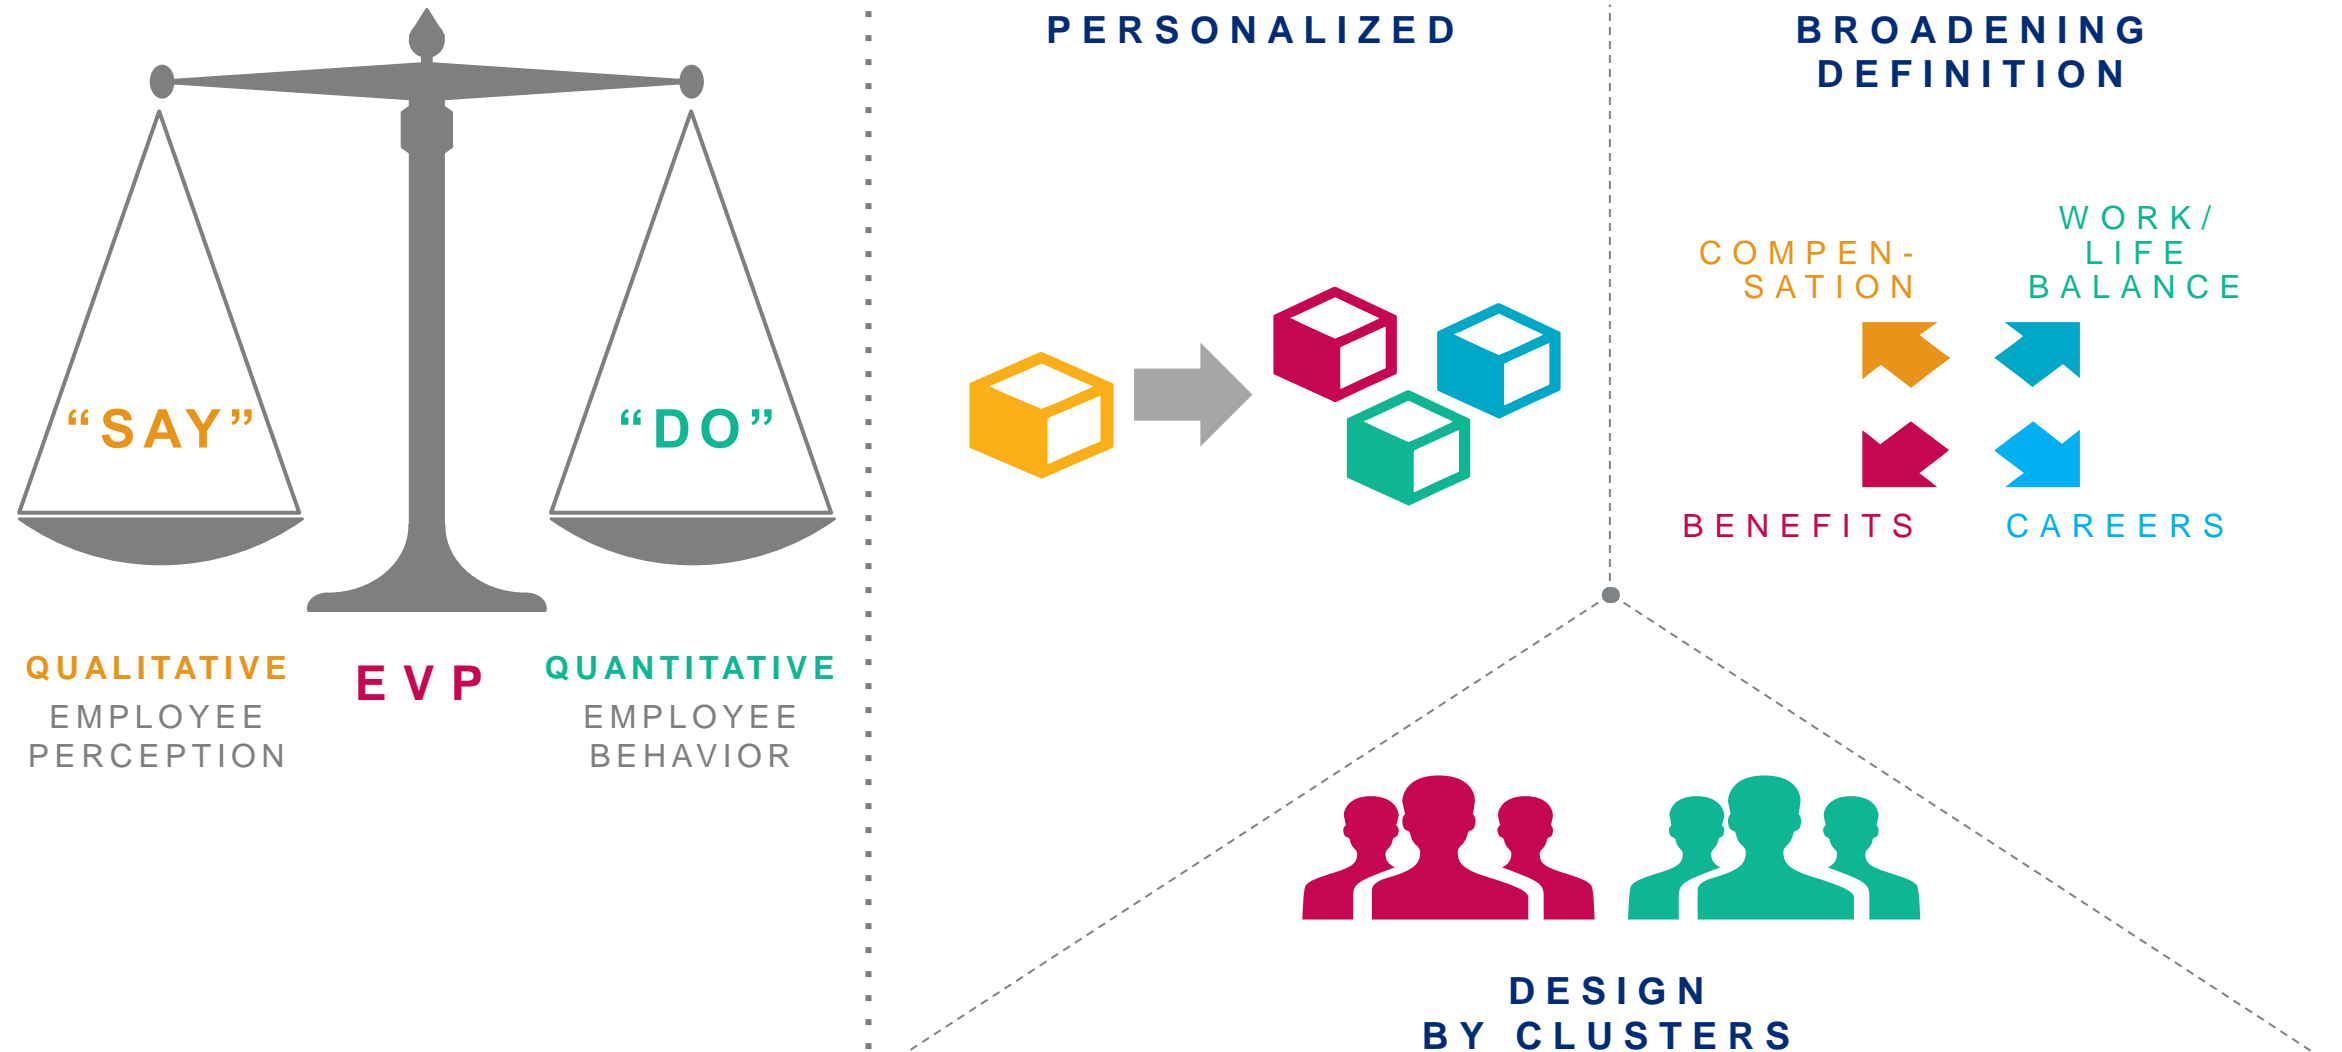 “SAY”
“DO”
QUALITATIVE
EMPLOYEE
PERCEPTION
EVP
QUANTITATIVE
EMPLOYEE
BEHAVIOR
PERSONALIZED
BROADENING
DEFINITION
COMPEN-
SATION
WORK/
LIFE
BALANCE
BENEFITS
CAREERS
DESIGN
BY CLUSTERS